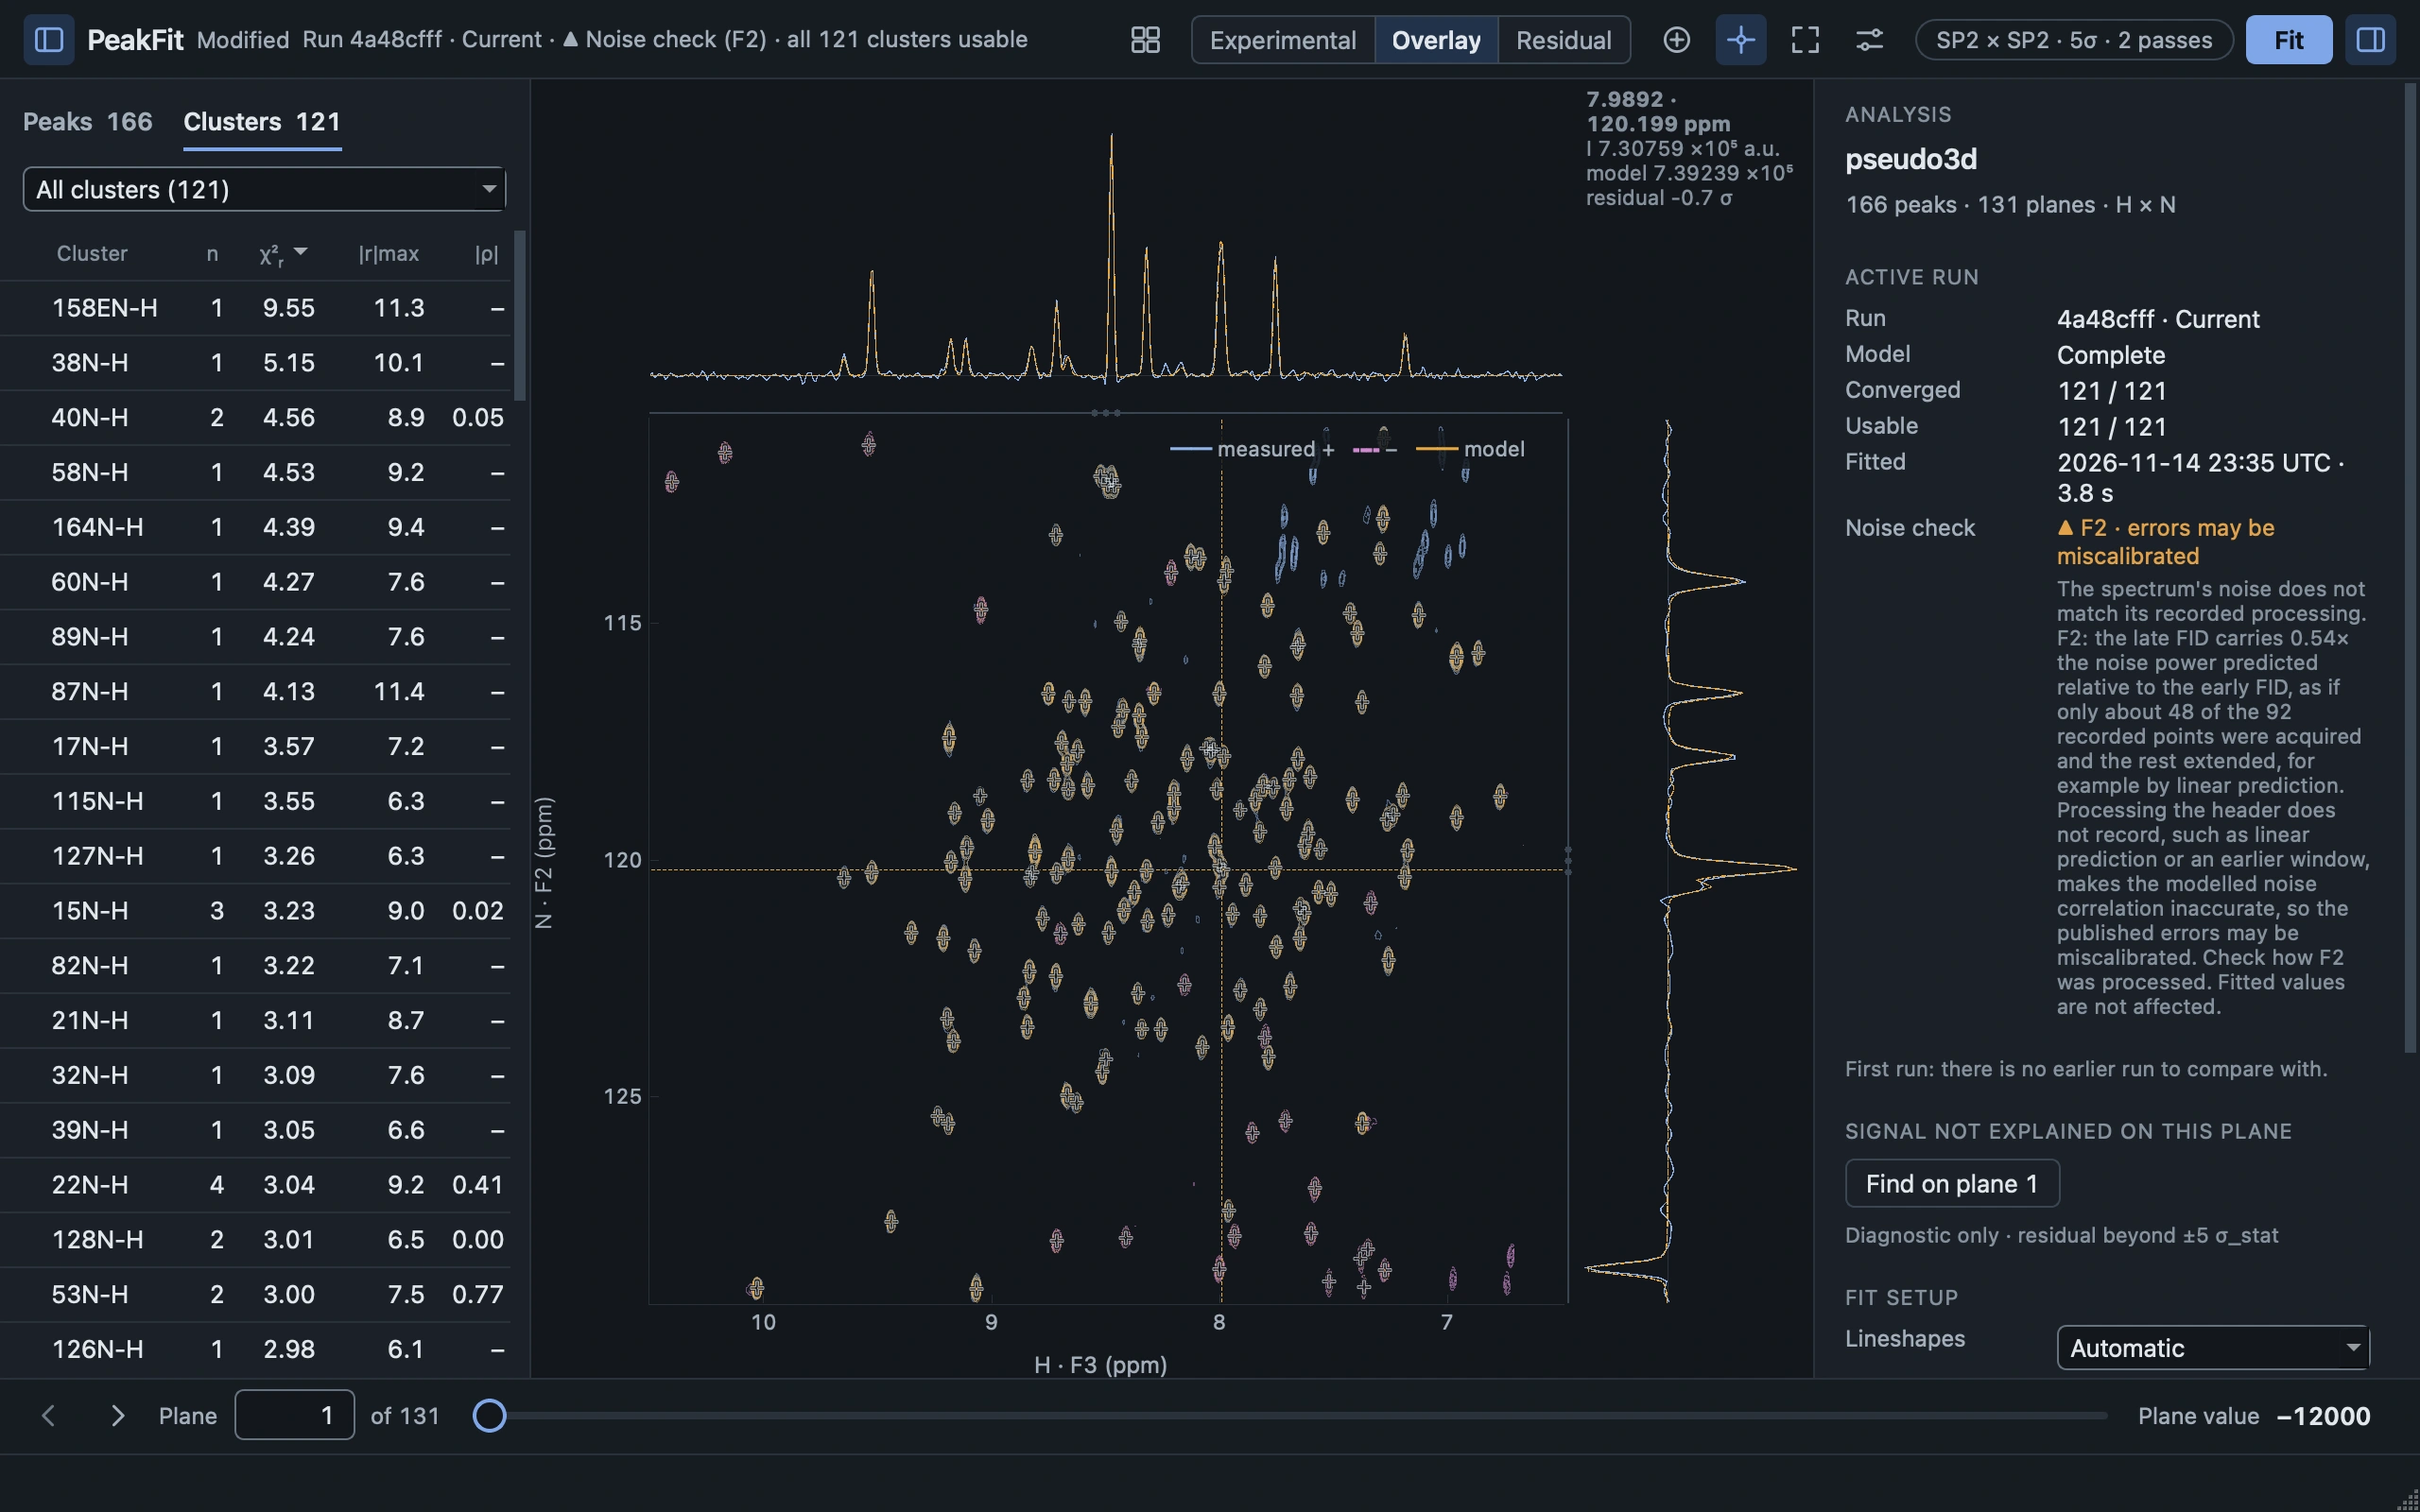 PeakFit Modified Run 4a48cfff · Current · ▲ Noise check (F2) · all 121 clusters usable
Experimental Overlay Residual
SP2 × SP2 · 5σ · 2 passes
Fit
Peaks 166 Clusters 121
All clusters (121)
Cluster n χ²ᵣ |r|max |ρ|
158EN-H 1 9.55 11.3 –
38N-H 1 5.15 10.1 –
40N-H 2 4.56 8.9 0.05
58N-H 1 4.53 9.2 –
164N-H 1 4.39 9.4 –
60N-H 1 4.27 7.6 –
89N-H 1 4.24 7.6 –
87N-H 1 4.13 11.4 –
17N-H 1 3.57 7.2 –
115N-H 1 3.55 6.3 –
127N-H 1 3.26 6.3 –
15N-H 3 3.23 9.0 0.02
82N-H 1 3.22 7.1 –
21N-H 1 3.11 8.7 –
32N-H 1 3.09 7.6 –
39N-H 1 3.05 6.6 –
22N-H 4 3.04 9.2 0.41
128N-H 2 3.01 6.5 0.00
53N-H 2 3.00 7.5 0.77
126N-H 1 2.98 6.1 –
7.9892 ·
120.199 ppm
I 7.30759 ×10⁵ a.u.
model 7.39239 ×10⁵
residual -0.7 σ
measured + – model
115
120
125
N · F2 (ppm)
10 9 8 7
H · F3 (ppm)
ANALYSIS
pseudo3d
166 peaks · 131 planes · H × N
ACTIVE RUN
Run 4a48cfff · Current
Model Complete
Converged 121 / 121
Usable 121 / 121
Fitted 2026-11-14 23:35 UTC ·
3.8 s
Noise check ▲ F2 · errors may be
miscalibrated
The spectrum's noise does not
match its recorded processing.
F2: the late FID carries 0.54×
the noise power predicted
relative to the early FID, as if
only about 48 of the 92
recorded points were acquired
and the rest extended, for
example by linear prediction.
Processing the header does
not record, such as linear
prediction or an earlier window,
makes the modelled noise
correlation inaccurate, so the
published errors may be
miscalibrated. Check how F2
was processed. Fitted values
are not affected.
First run: there is no earlier run to compare with.
SIGNAL NOT EXPLAINED ON THIS PLANE
Find on plane 1
Diagnostic only · residual beyond ±5 σ_stat
FIT SETUP
Lineshapes Automatic
Plane 1 of 131
Plane value −12000